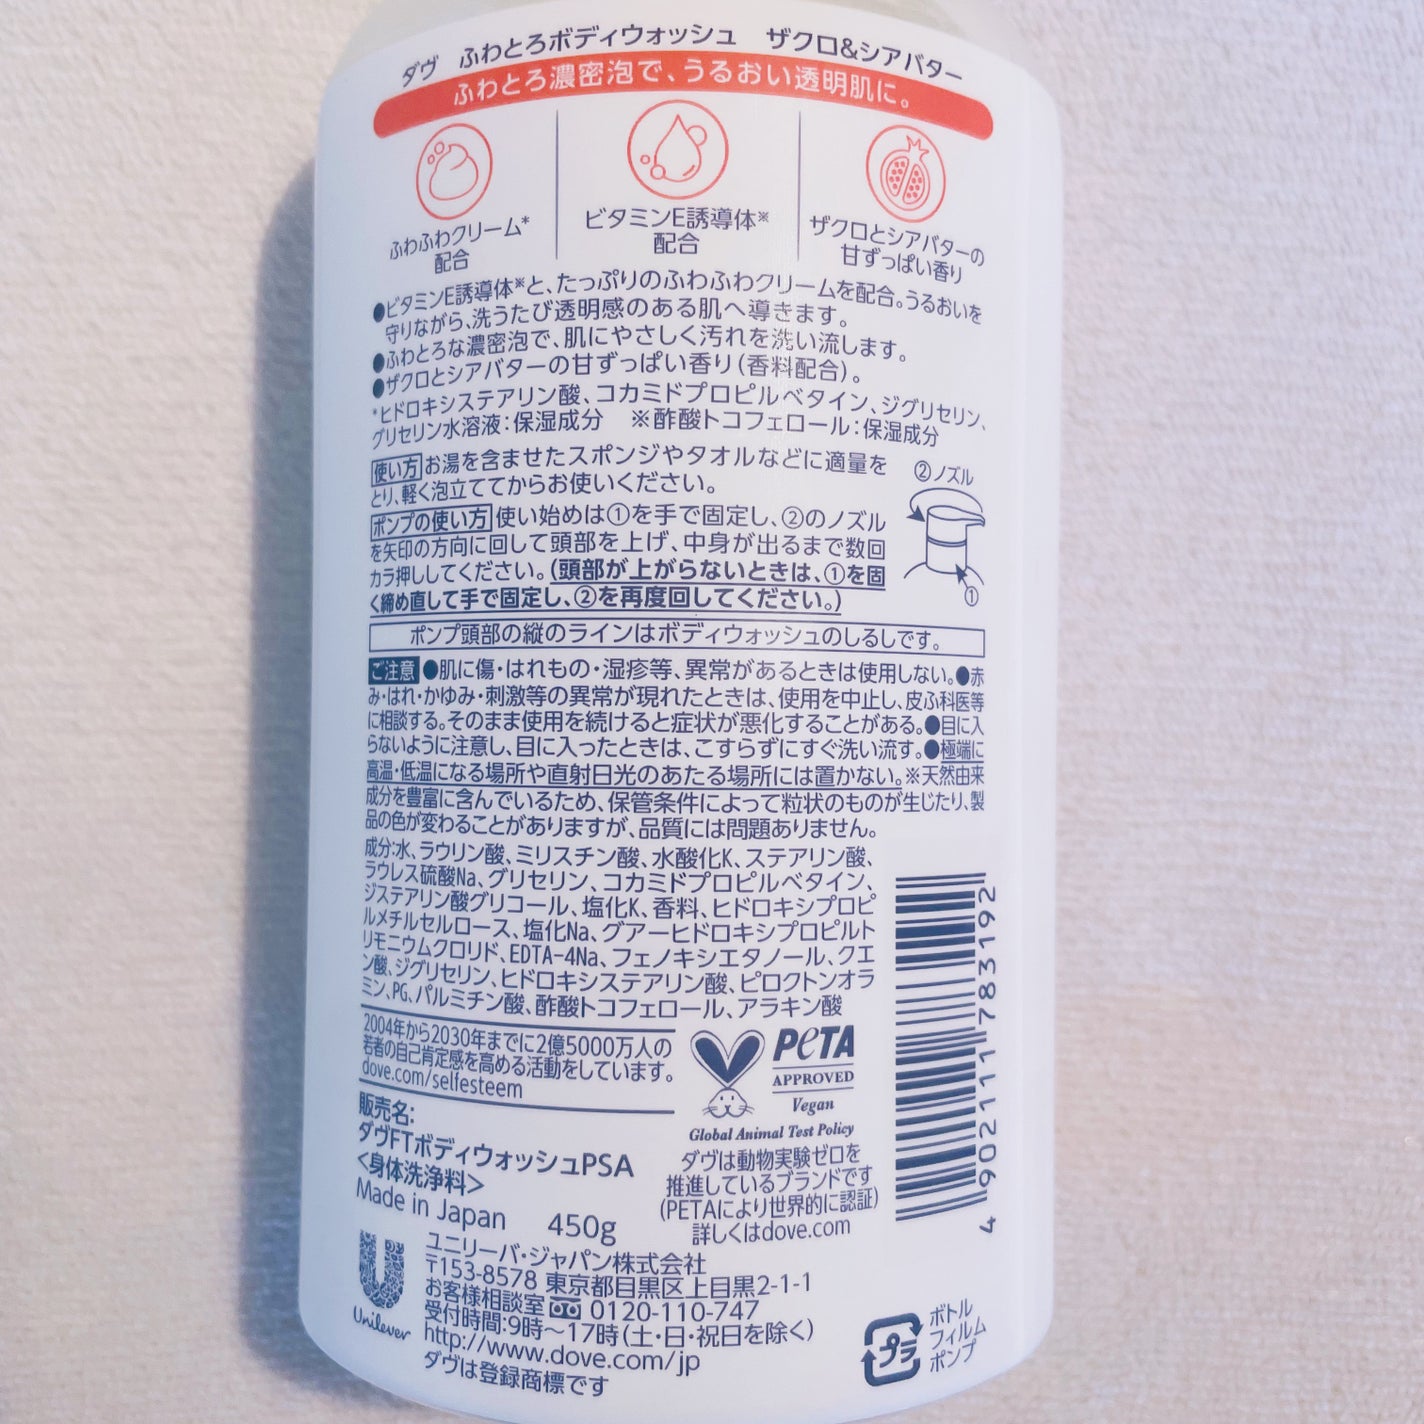 ダヴ ふわとろボディウォッシュ ザクロ&シアバター
ふわとろ濃密泡で、うるおい透明肌に。
ふわふわクリーム*
配合
ビタミンE誘導体※
配合
ザクロとシアバターの
甘ずっぱい香り
●ビタミンE誘導体※と、たっぷりのふわふわクリームを配合。うるおいを
守りながら、洗うたび透明感のある肌へ導きます。
●ふわとろな濃密泡で、肌にやさしく汚れを洗い流します。
●ザクロとシアバターの甘ずっぱい香り(香料配合)。
*ヒドロキシステアリン酸、コカミドプロピルベタイン、ジグリセリン、
グリセリン水溶液:保湿成分 ※酢酸トコフェロール:保湿成分
使い方 お湯を含ませたスポンジやタオルなどに適量を
とり、軽く泡立ててからお使いください。
ポンプの使い方 使い始めは①を手で固定し、②のノズル
を矢印の方向に回して頭部を上げ、中身が出るまで数回
カラ押ししてください。(頭部が上がらないときは、①を固
く締め直して手で固定し、②を再度回してください。)
②ノズル
①
ポンプ頭部の縦のラインはボディウォッシュのしるしです。
ご注意 ●肌に傷・はれもの・湿疹等、異常があるときは使用しない。●赤
み・はれ・かゆみ・刺激等の異常が現れたときは、使用を中止し、皮ふ科医等
に相談する。そのまま使用を続けると症状が悪化することがある。●目に入
らないように注意し、目に入ったときは、こすらずにすぐ洗い流す。●極端に
高温・低温になる場所や直射日光のあたる場所には置かない。※天然由来
成分を豊富に含んでいるため、保管条件によって粒状のものが生じたり、製
品の色が変わることがありますが、品質には問題ありません。
成分:水、ラウリン酸、ミリスチン酸、水酸化K、ステアリン酸、
ラウレス硫酸Na、グリセリン、コカミドプロピルベタイン、
ジステアリン酸グリコール、塩化K、香料、ヒドロキシプロピ
ルメチルセルロース、塩化Na、グアーヒドロキシプロピルト
リモニウムクロリド、EDTA-4Na、フェノキシエタノール、クエ
ン酸、ジグリセリン、ヒドロキシステアリン酸、ピロクトンオラ
ミン、PG、パルミチン酸、酢酸トコフェロール、アラキン酸
2004年から2030年までに2億5000万人の
若者の自己肯定感を高める活動をしています。
dove.com/selfesteem
PETA
APPROVED
Vegan
Global Animal Test Policy
ダヴは動物実験ゼロを
推進しているブランドです
(PETAにより世界的に認証)
詳しくはdove.com
4 902111 783192
販売名:
ダヴFTボディウォッシュPSA
<身体洗浄料>
Made in Japan 450g
Unilever
ユニリーバ・ジャパン株式会社
〒153-8578 東京都目黒区上目黒2-1-1
お客様相談室 0120-110-747
受付時間:9時〜17時(土・日・祝日を除く)
http://www.dove.com/jp
ダヴは登録商標です
プラ
ボトル
フィルム
ポンプ